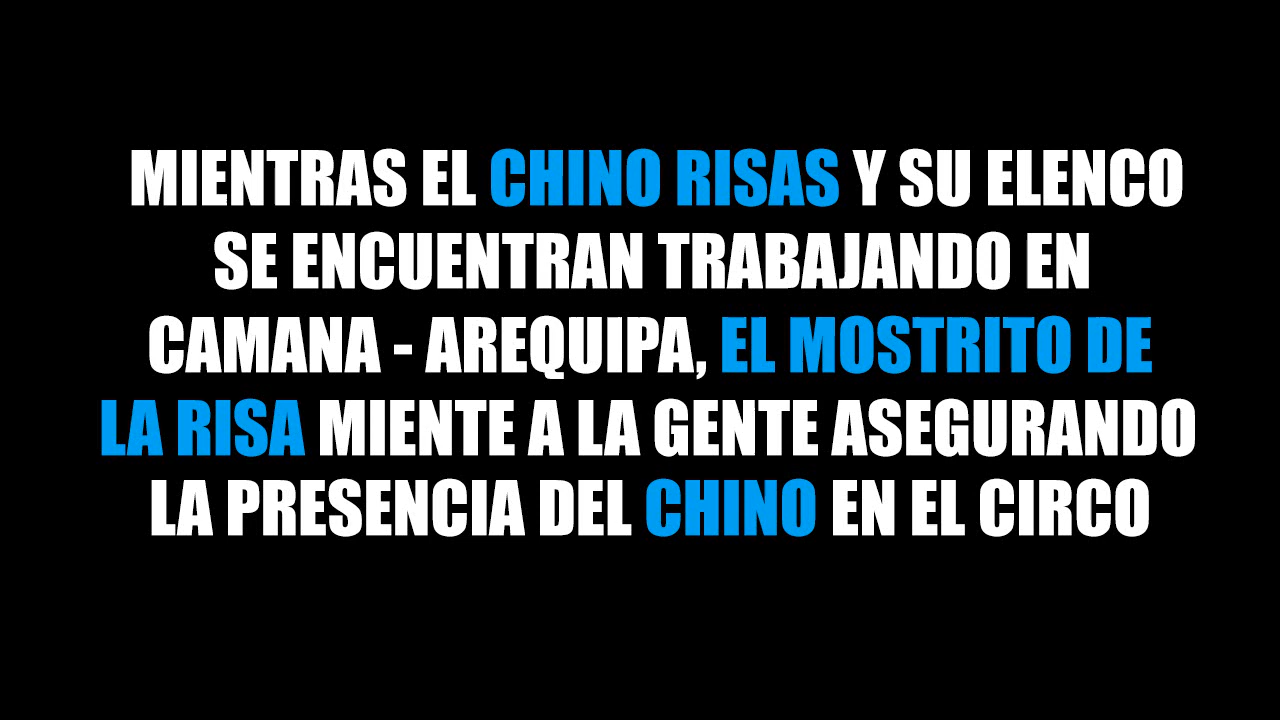 MIENTRAS EL CHINO RISAS Y SU ELENCO
SE ENCUENTRAN TRABAJANDO EN
CAMANA - AREQUIPA, EL MOSTRITO DE
LA RISA MIENTE A LA GENTE ASEGURANDO
LA PRESENCIA DEL CHINO EN EL CIRCO